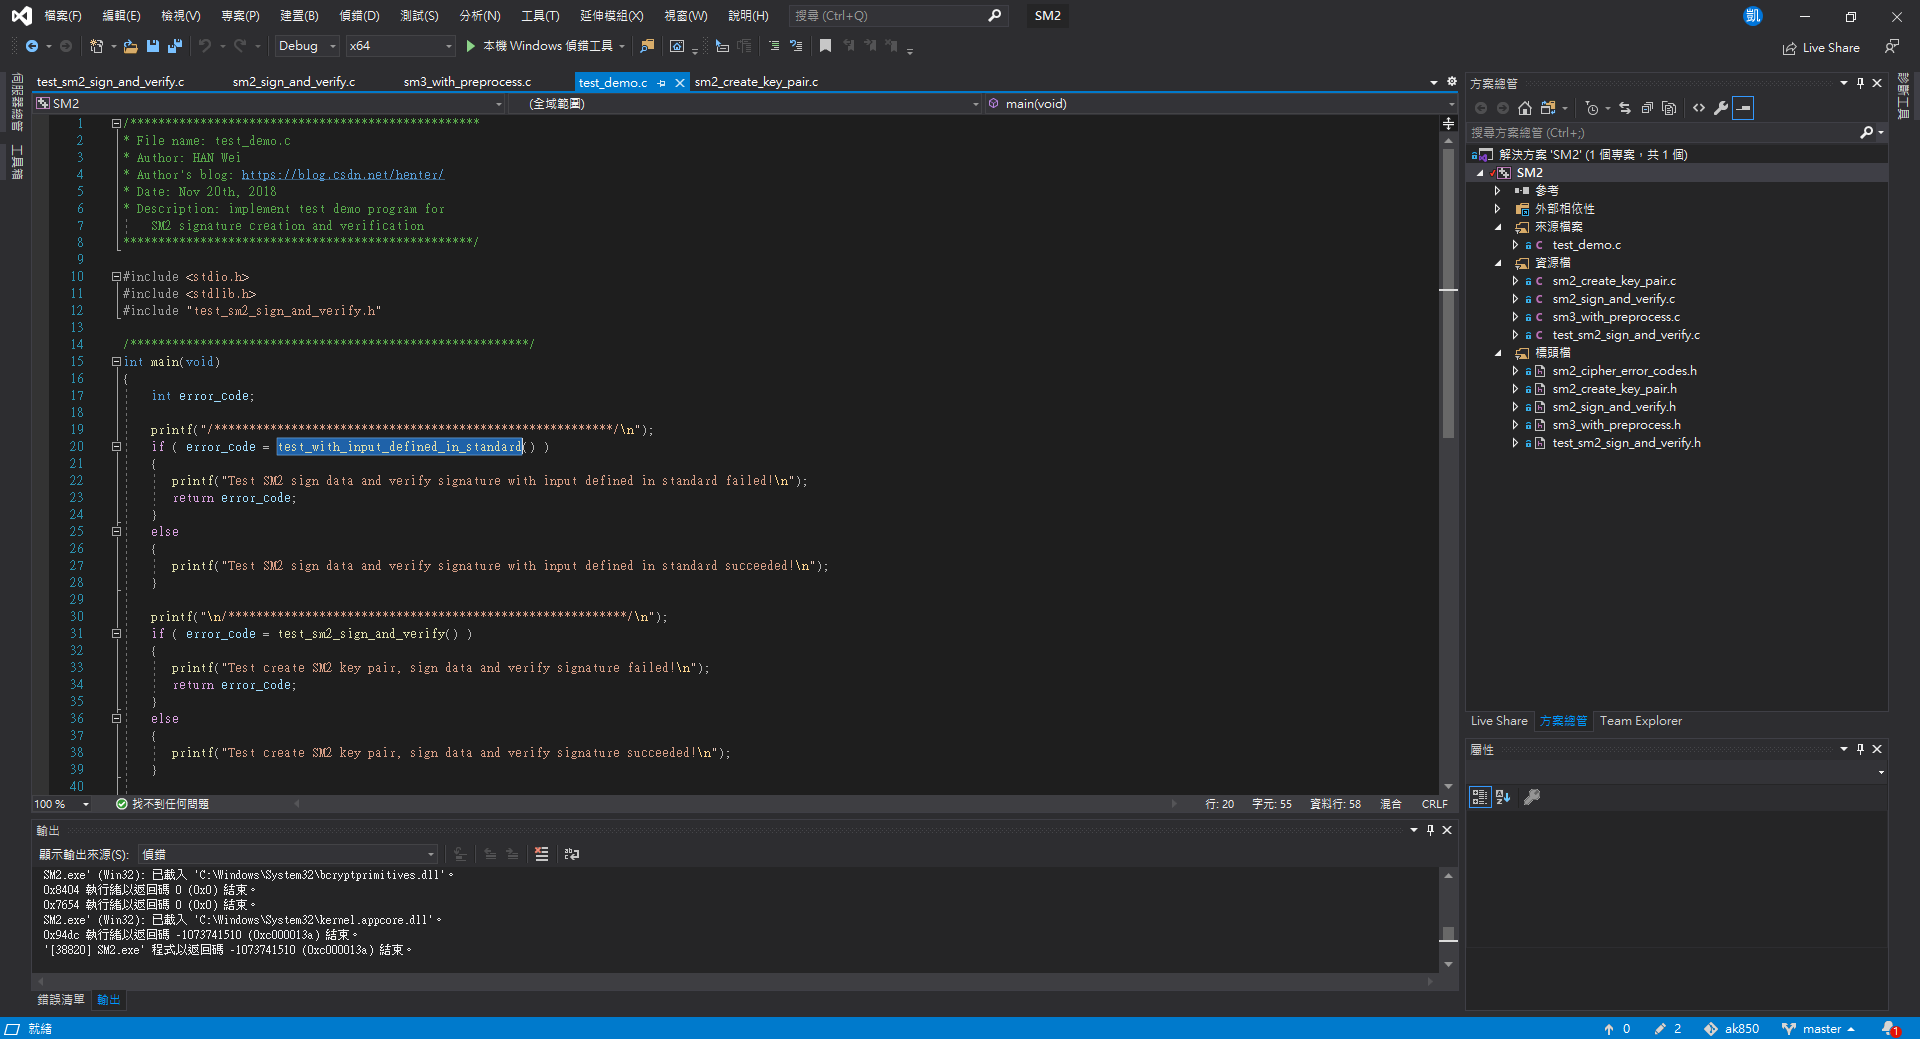 檔案(F) 編輯(E) 檢視(V) 專案(P) 建置(B) 偵錯(D) 測試(S) 分析(N) 工具(T) 延伸模組(X) 視窗(W) 說明(H) 搜尋 (Ctrl+Q) SM2 凱
Debug x64 本機 Windows 偵錯工具 Live Share
伺服器總管
工具箱
test_sm2_sign_and_verify.c sm2_sign_and_verify.c sm3_with_preprocess.c test_demo.c sm2_create_key_pair.c
SM2 (全域範圍) main(void)
1 /**************************************************
2 * File name: test_demo.c
3 * Author: HAN Wei
4 * Author's blog: https://blog.csdn.net/henter/
5 * Date: Nov 20th, 2018
6 * Description: implement test demo program for
7 SM2 signature creation and verification
8 **************************************************/
9
10 #include <stdio.h>
11 #include <stdlib.h>
12 #include "test_sm2_sign_and_verify.h"
13
14 /*********************************************************/
15 int main(void)
16 {
17 int error_code;
18
19 printf("/*********************************************************/\n");
20 if ( error_code = test_with_input_defined_in_standard() )
21 {
22 printf("Test SM2 sign data and verify signature with input defined in standard failed!\n");
23 return error_code;
24 }
25 else
26 {
27 printf("Test SM2 sign data and verify signature with input defined in standard succeeded!\n");
28 }
29
30 printf("\n/*********************************************************/\n");
31 if ( error_code = test_sm2_sign_and_verify() )
32 {
33 printf("Test create SM2 key pair, sign data and verify signature failed!\n");
34 return error_code;
35 }
36 else
37 {
38 printf("Test create SM2 key pair, sign data and verify signature succeeded!\n");
39 }
40
100 % 找不到任何問題 行: 20 字元: 55 資料行: 58 混合 CRLF
輸出
顯示輸出來源(S): 偵錯
SM2.exe' (Win32): 已載入 'C:\Windows\System32\bcryptprimitives.dll'。
0x8404 執行緒以返回碼 0 (0x0) 結束。
0x7654 執行緒以返回碼 0 (0x0) 結束。
SM2.exe' (Win32): 已載入 'C:\Windows\System32\kernel.appcore.dll'。
0x94dc 執行緒以返回碼 -1073741510 (0xc000013a) 結束。
'[38820] SM2.exe' 程式以返回碼 -1073741510 (0xc000013a) 結束。
錯誤清單 輸出
方案總管
搜尋方案總管 (Ctrl+;)
解決方案 'SM2' (1 個專案，共 1 個)
SM2
參考
外部相依性
來源檔案
test_demo.c
資源檔
sm2_create_key_pair.c
sm2_sign_and_verify.c
sm3_with_preprocess.c
test_sm2_sign_and_verify.c
標頭檔
sm2_cipher_error_codes.h
sm2_create_key_pair.h
sm2_sign_and_verify.h
sm3_with_preprocess.h
test_sm2_sign_and_verify.h
Live Share 方案總管 Team Explorer
屬性
診斷工具
就緒 0 2 ak850 master 1